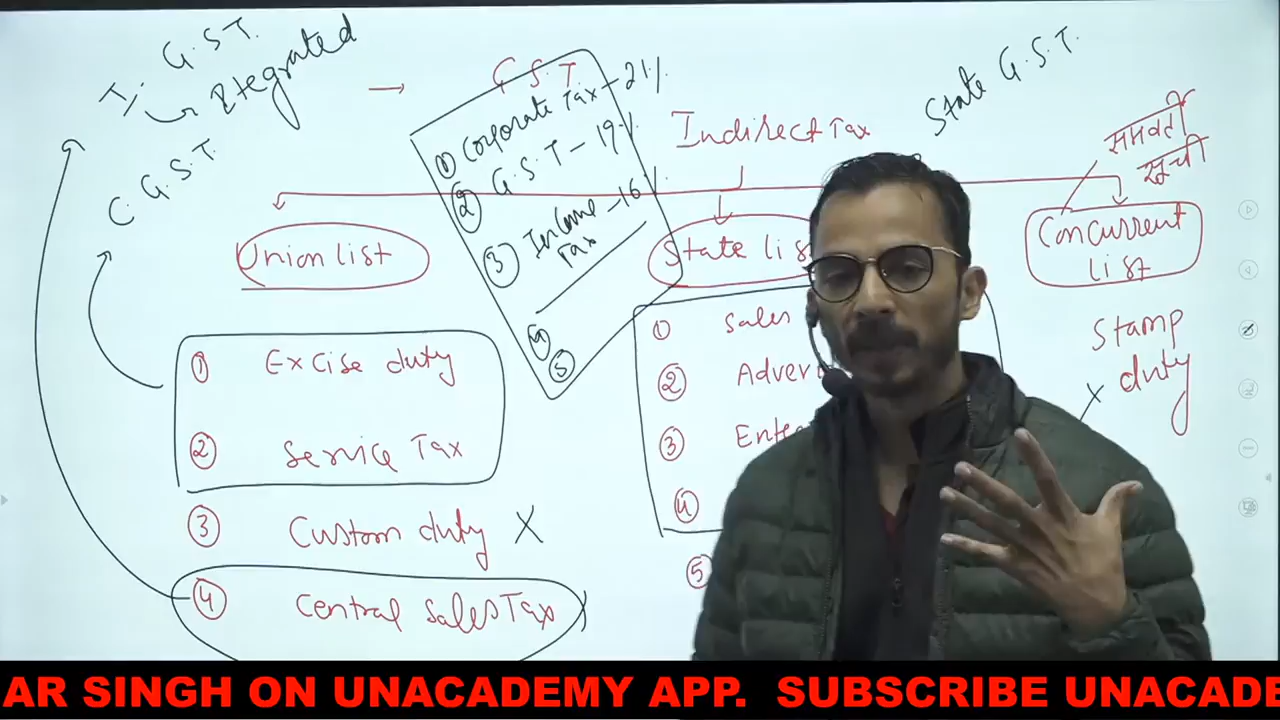 I. G.S.T.
Integrated
C. G.S.T.
G.S.T
① Corporate Tax - 21%
② G.S.T - 19%
③ Income - 16%
Tax
④
⑤
Indirect Tax
State G.S.T.
समवर्ती
सूची
Union list
① Excise duty
② Service Tax
③ Custom duty X
④ Central Sales Tax
State lis
① Sales
② Adver
③ Ente
④
⑤
Concurrent
list
Stamp
duty
X
AR SINGH ON UNACADEMY APP. SUBSCRIBE UNACADE